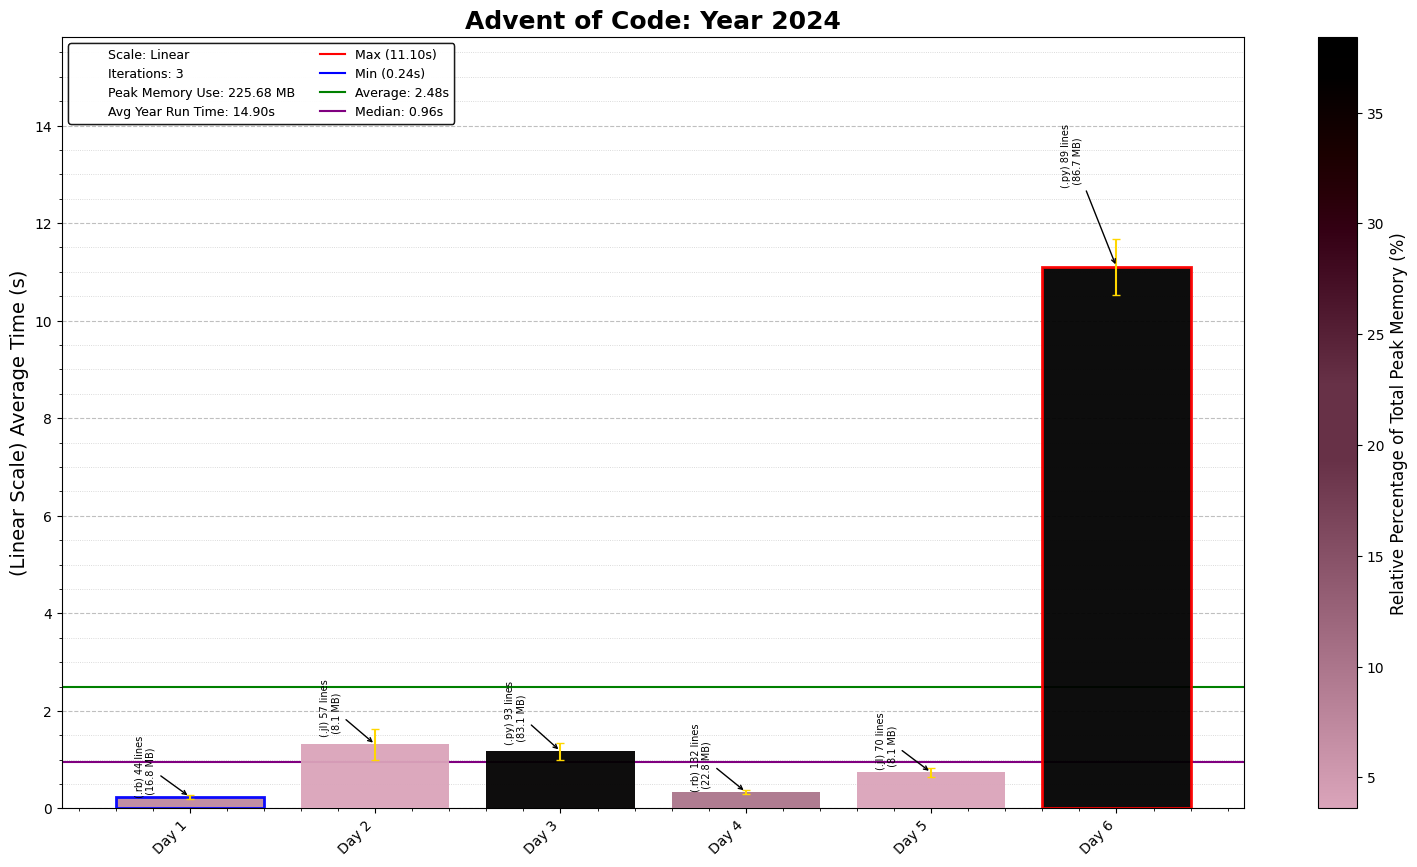 Advent of Code: Year 2024
Scale: Linear
Iterations: 3
Peak Memory Use: 225.68 MB
Avg Year Run Time: 14.90s
Max (11.10s)
Min (0.24s)
Average: 2.48s
Median: 0.96s
(Linear Scale) Average Time (s)
14
12
10
8
6
4
2
0
(.rb) 44 lines
(16.8 MB)
(.jl) 57 lines
(8.1 MB)
(.py) 93 lines
(83.1 MB)
(.rb) 132 lines
(22.8 MB)
(.jl) 70 lines
(8.1 MB)
(.py) 89 lines
(86.7 MB)
Day 1
Day 2
Day 3
Day 4
Day 5
Day 6
35
30
25
20
15
10
5
Relative Percentage of Total Peak Memory (%)